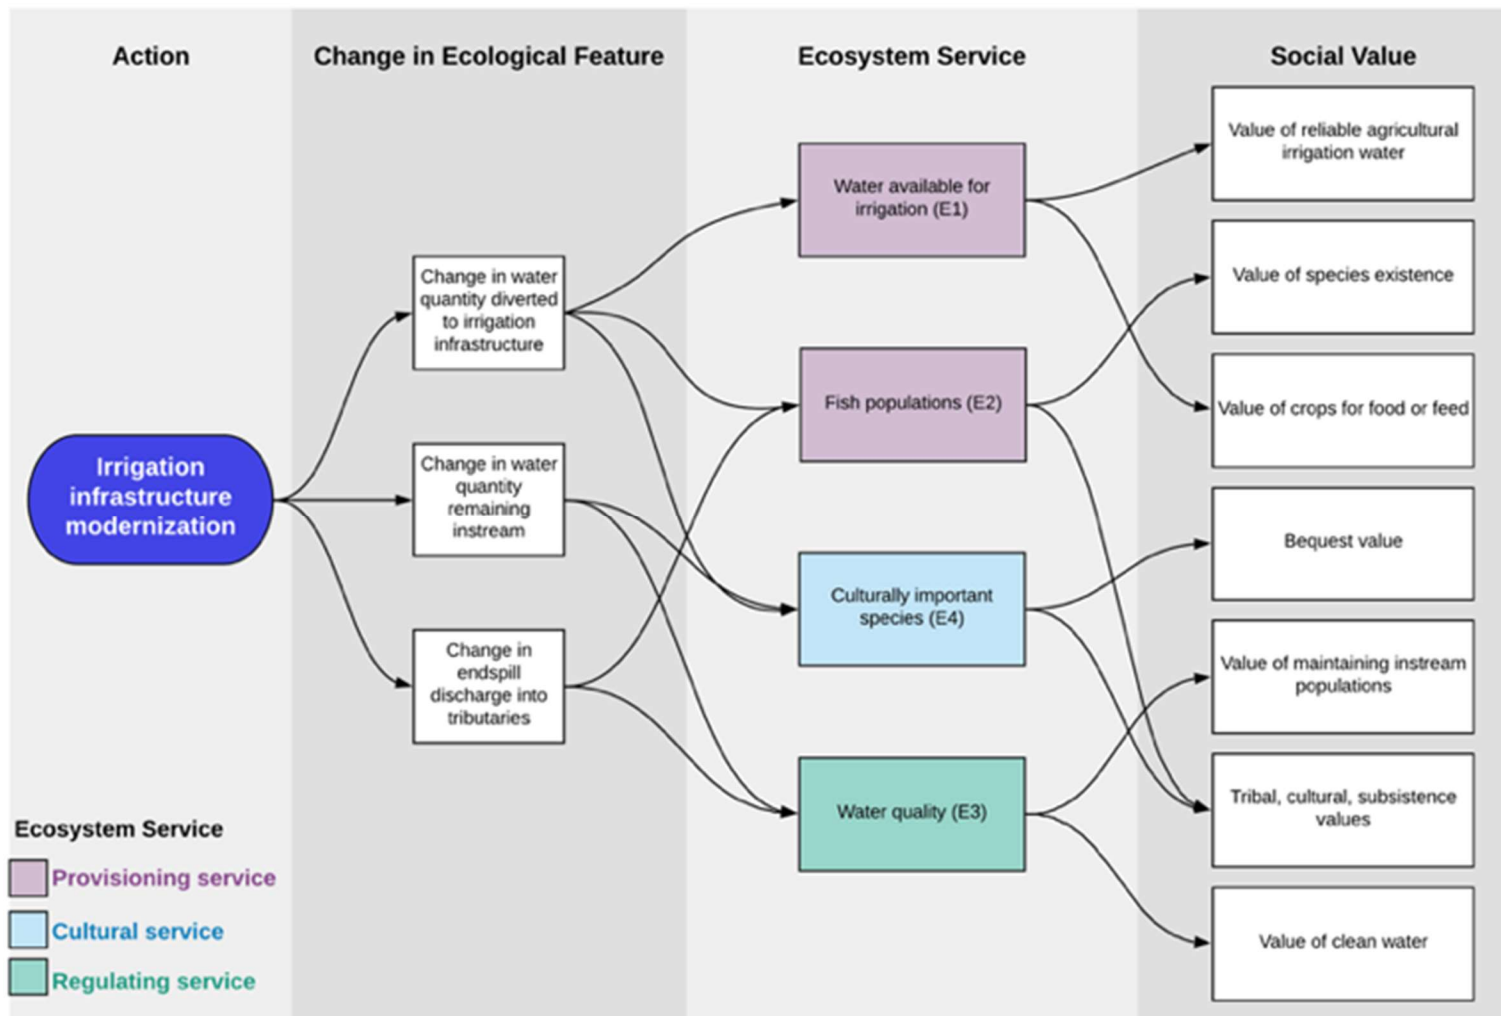 Action
Change in Ecological Feature
Ecosystem Service
Social Value
Irrigation
infrastructure
modernization
Change in water
quantity diverted
to irrigation
infrastructure
Change in water
quantity
remaining
instream
Change in
endspill
discharge into
tributaries
Water available for
irrigation (E1)
Fish populations (E2)
Culturally important
species (E4)
Water quality (E3)
Value of reliable agricultural
irrigation water
Value of species existence
Value of crops for food or feed
Bequest value
Value of maintaining instream
populations
Tribal, cultural, subsistence
values
Value of clean water
Ecosystem Service
Provisioning service
Cultural service
Regulating service